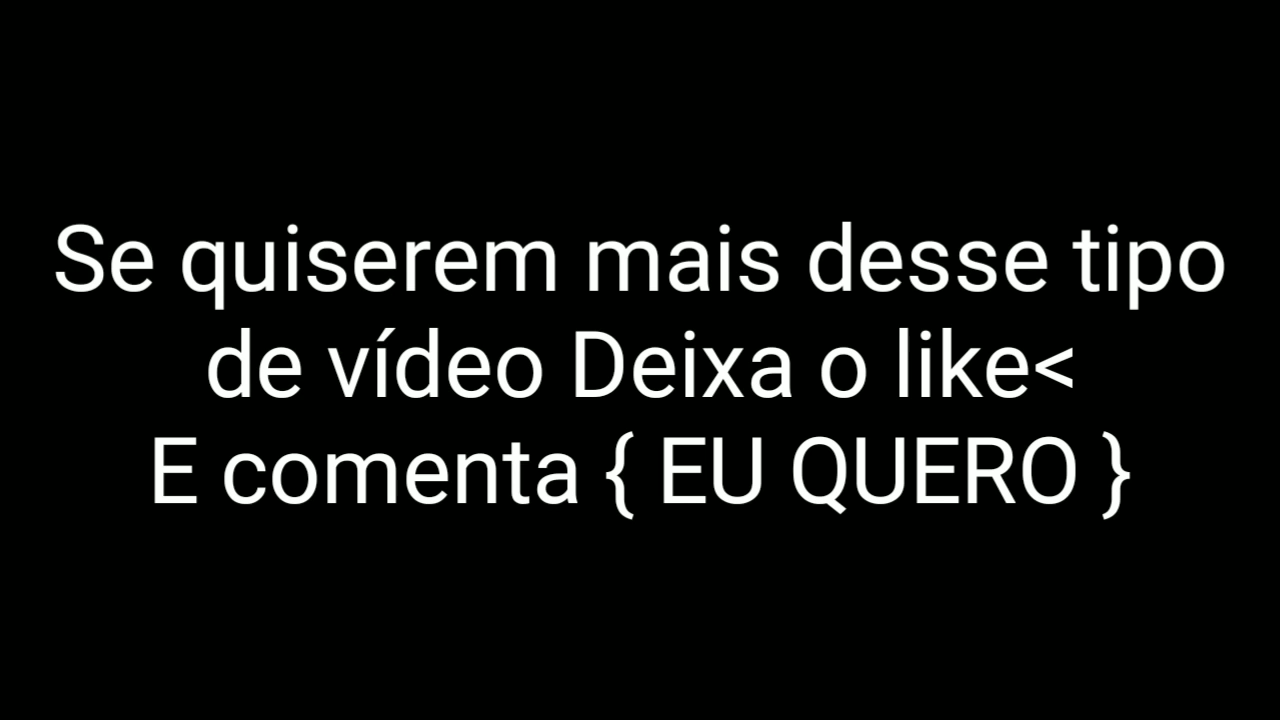 Se quiserem mais desse tipo
de vídeo Deixa o like<
E comenta { EU QUERO }